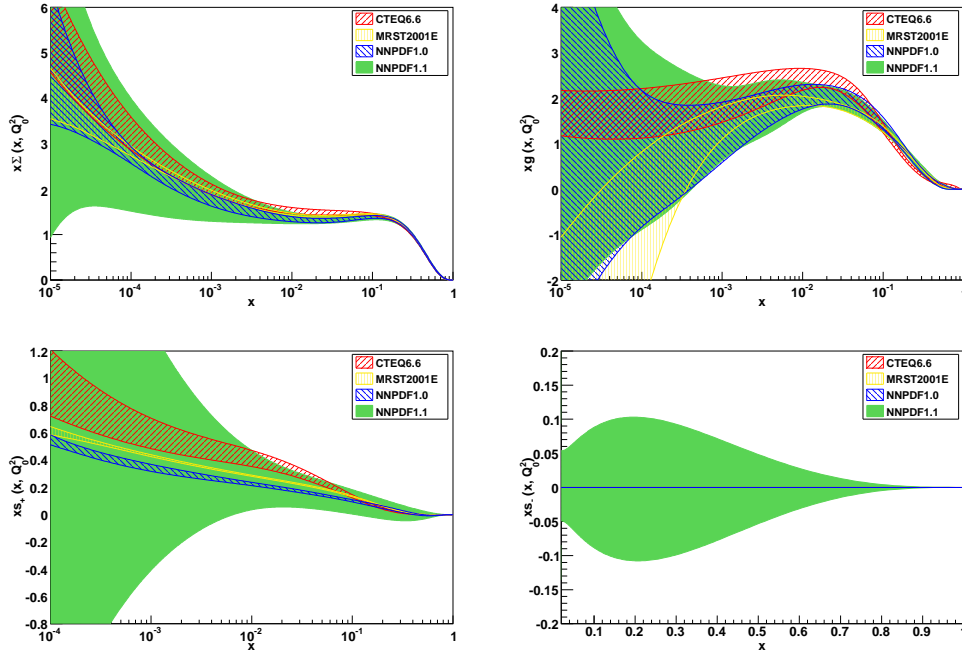 xΣ (x, Q₀²)
6
5
4
3
2
1
0
10⁻⁵ 10⁻⁴ 10⁻³ 10⁻² 10⁻¹ 1
x
CTEQ6.6
MRST2001E
NNPDF1.0
NNPDF1.1
xg (x, Q₀²)
4
3
2
1
0
-1
-2
10⁻⁵ 10⁻⁴ 10⁻³ 10⁻² 10⁻¹ 1
x
CTEQ6.6
MRST2001E
NNPDF1.0
NNPDF1.1
xs₊ (x, Q₀²)
1.2
1
0.8
0.6
0.4
0.2
0
-0.2
-0.4
-0.6
-0.8
10⁻⁴ 10⁻³ 10⁻² 10⁻¹ 1
x
CTEQ6.6
MRST2001E
NNPDF1.0
NNPDF1.1
xs₋ (x, Q₀²)
0.2
0.15
0.1
0.05
0
-0.05
-0.1
-0.15
-0.2
0.1 0.2 0.3 0.4 0.5 0.6 0.7 0.8 0.9 1
x
CTEQ6.6
MRST2001E
NNPDF1.0
NNPDF1.1